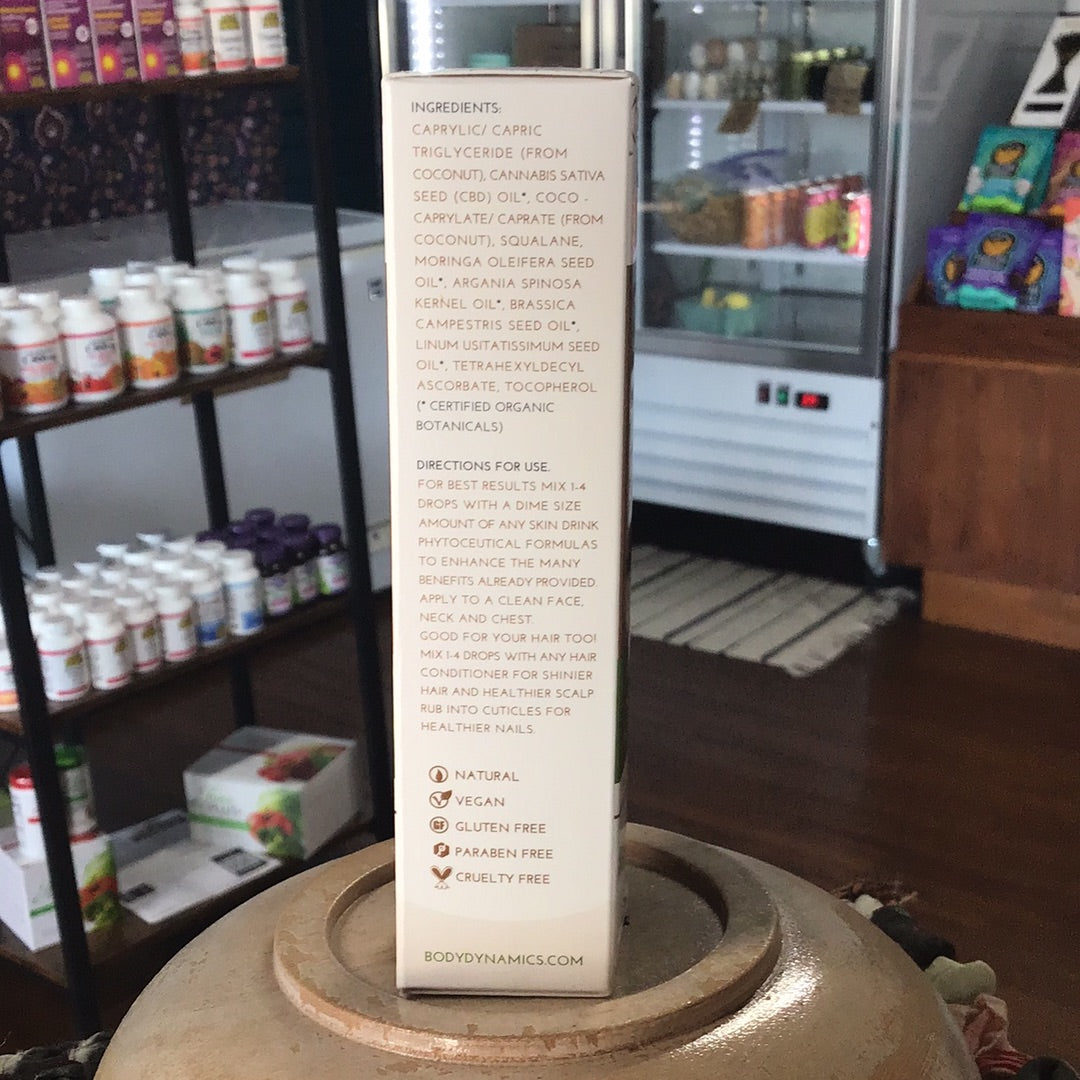 INGREDIENTS:
CAPRYLIC/ CAPRIC
TRIGLYCERIDE (FROM
COCONUT), CANNABIS SATIVA
SEED (CBD) OIL*, COCO -
CAPRYLATE/ CAPRATE (FROM
COCONUT), SQUALANE,
MORINGA OLEIFERA SEED
OIL*, ARGANIA SPINOSA
KERNEL OIL*, BRASSICA
CAMPESTRIS SEED OIL*,
LINUM USITATISSIMUM SEED
OIL*, TETRAHEXYLDECYL
ASCORBATE, TOCOPHEROL
(* CERTIFIED ORGANIC
BOTANICALS)
DIRECTIONS FOR USE.
FOR BEST RESULTS MIX 1-4
DROPS WITH A DIME SIZE
AMOUNT OF ANY SKIN DRINK
PHYTOCEUTICAL FORMULAS
TO ENHANCE THE MANY
BENEFITS ALREADY PROVIDED.
APPLY TO A CLEAN FACE,
NECK AND CHEST.
GOOD FOR YOUR HAIR TOO!
MIX 1-4 DROPS WITH ANY HAIR
CONDITIONER FOR SHINIER
HAIR AND HEALTHIER SCALP
RUB INTO CUTICLES FOR
HEALTHIER NAILS.
NATURAL
VEGAN
GF GLUTEN FREE
P PARABEN FREE
CRUELTY FREE
BODYDYNAMICS.COM